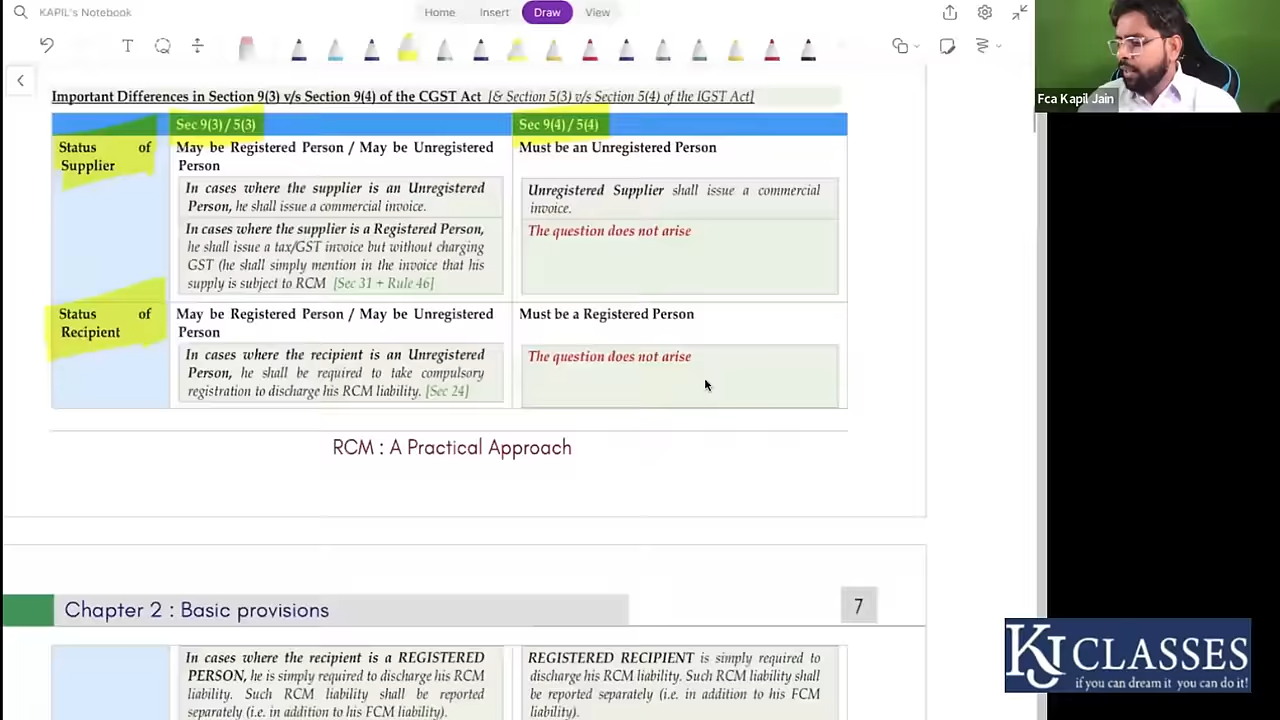 KAPIL's Notebook
Home Insert Draw View
Fca Kapil Jain
Important Differences in Section 9(3) v/s Section 9(4) of the CGST Act [& Section 5(3) v/s Section 5(4) of the IGST Act]
Sec 9(3) / 5(3)
Sec 9(4) / 5(4)
Status of
Supplier
May be Registered Person / May be Unregistered
Person
In cases where the supplier is an Unregistered
Person, he shall issue a commercial invoice.
In cases where the supplier is a Registered Person,
he shall issue a tax/GST invoice but without charging
GST (he shall simply mention in the invoice that his
supply is subject to RCM [Sec 31 + Rule 46]
Must be an Unregistered Person
Unregistered Supplier shall issue a commercial
invoice.
The question does not arise
Status of
Recipient
May be Registered Person / May be Unregistered
Person
In cases where the recipient is an Unregistered
Person, he shall be required to take compulsory
registration to discharge his RCM liability. [Sec 24]
Must be a Registered Person
The question does not arise
RCM : A Practical Approach
Chapter 2 : Basic provisions
7
In cases where the recipient is a REGISTERED
PERSON, he is simply required to discharge his RCM
liability. Such RCM liability shall be reported
separately (i.e. in addition to his FCM liability).
REGISTERED RECIPIENT is simply required to
discharge his RCM liability. Such RCM liability shall
be reported separately (i.e. in addition to his FCM
liability).
KJ CLASSES
if you can dream it you can do it!